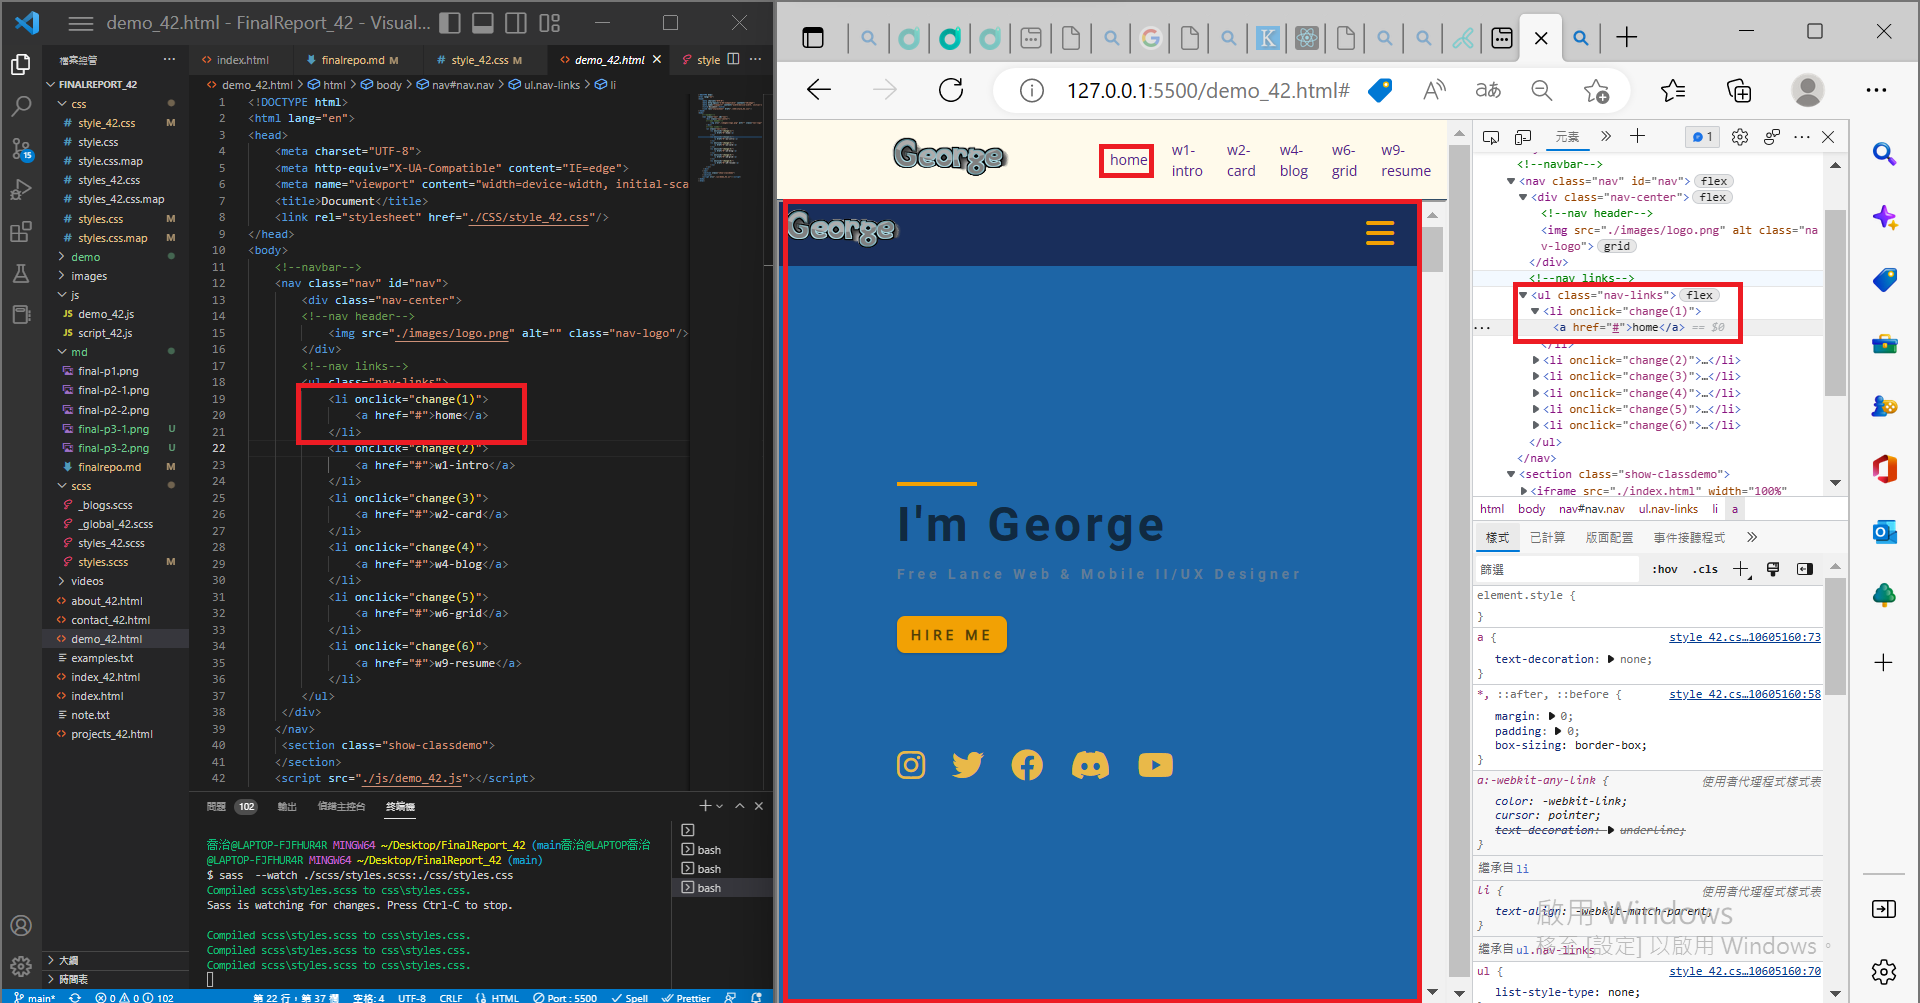 demo_42.html - FinalReport_42 - Visual...
檔案總管
FINALREPORT_42
css
style_42.css M
style.css
style.css.map
styles_42.css
styles_42.css.map
styles.css M
styles.css.map M
demo
images
js
demo_42.js
script_42.js
md
final-p1.png
final-p2-1.png
final-p2-2.png
final-p3-1.png U
final-p3-2.png U
finalrepo.md M
scss
_blogs.scss
_global_42.scss
styles_42.scss
styles.scss M
videos
about_42.html
contact_42.html
demo_42.html
examples.txt
index_42.html
index.html
note.txt
projects_42.html
大綱
時間表
index.html
finalrepo.md M
style_42.css M
demo_42.html
style
demo_42.html > html > body > nav#nav.nav > ul.nav-links > li
1 <!DOCTYPE html>
2 <html lang="en">
3 <head>
4 <meta charset="UTF-8">
5 <meta http-equiv="X-UA-Compatible" content="IE=edge">
6 <meta name="viewport" content="width=device-width, initial-sca
7 <title>Document</title>
8 <link rel="stylesheet" href="./CSS/style_42.css"/>
9 </head>
10 <body>
11 <!--navbar-->
12 <nav class="nav" id="nav">
13 <div class="nav-center">
14 <!--nav header-->
15 <img src="./images/logo.png" alt="" class="nav-logo"/>
16 </div>
17 <!--nav links-->
18 <ul class="nav-links">
19 <li onclick="change(1)">
20 <a href="#">home</a>
21 </li>
22 <li onclick="change(2)">
23 <a href="#">w1-intro</a>
24 </li>
25 <li onclick="change(3)">
26 <a href="#">w2-card</a>
27 </li>
28 <li onclick="change(4)">
29 <a href="#">w4-blog</a>
30 </li>
31 <li onclick="change(5)">
32 <a href="#">w6-grid</a>
33 </li>
34 <li onclick="change(6)">
35 <a href="#">w9-resume</a>
36 </li>
37 </ul>
38 </div>
39 </nav>
40 <section class="show-classdemo">
41 </section>
42 <script src="./js/demo_42.js"></script>
問題 102 輸出 偵錯主控台 終端機
喬治@LAPTOP-FJFHUR4R MINGW64 ~/Desktop/FinalReport_42 (main喬治@LAPTOP喬治
@LAPTOP-FJFHUR4R MINGW64 ~/Desktop/FinalReport_42 (main)
$ sass --watch ./scss/styles.scss:./css/styles.css
Compiled scss\styles.scss to css\styles.css.
Sass is watching for changes. Press Ctrl-C to stop.
Compiled scss\styles.scss to css\styles.css.
Compiled scss\styles.scss to css\styles.css.
Compiled scss\styles.scss to css\styles.css.
bash
bash
bash
15
main* 0 0 102 第 22 行，第 37 欄 空格: 4 UTF-8 CRLF HTML Port : 5500 Spell Prettier
127.0.0.1:5500/demo_42.html#
George
home
w1-intro
w2-card
w4-blog
w6-grid
w9-resume
George
I'm George
Free Lance Web & Mobile II/UX Designer
HIRE ME
元素
1
<!--navbar-->
<nav class="nav" id="nav"> flex
<div class="nav-center"> flex
<!--nav header-->
<img src="./images/logo.png" alt class="na
v-logo"> grid
</div>
<!--nav links-->
<ul class="nav-links"> flex
<li onclick="change(1)">
<a href="#">home</a> == $0
</li>
<li onclick="change(2)">…</li>
<li onclick="change(3)">…</li>
<li onclick="change(4)">…</li>
<li onclick="change(5)">…</li>
<li onclick="change(6)">…</li>
</ul>
</nav>
<section class="show-classdemo">
<iframe src="./index.html" width="100%"
html body nav#nav.nav ul.nav-links li a
樣式 已計算 版面配置 事件接聽程式
篩選 :hov .cls
element.style {
}
a { style_42.cs…10605160:73
text-decoration: none;
}
*, ::after, ::before { style_42.cs…10605160:58
margin: 0;
padding: 0;
box-sizing: border-box;
}
a:-webkit-any-link { 使用者代理程式樣式表
color: -webkit-link;
cursor: pointer;
text-decoration: underline;
}
繼承自 li
li { 使用者代理程式樣式表
text-align: -webkit-match-parent;
}
繼承自 ul.nav-links
ul { style_42.cs…10605160:70
list-style-type: none;
啟用 Windows
移至 [設定] 以啟用 Windows。